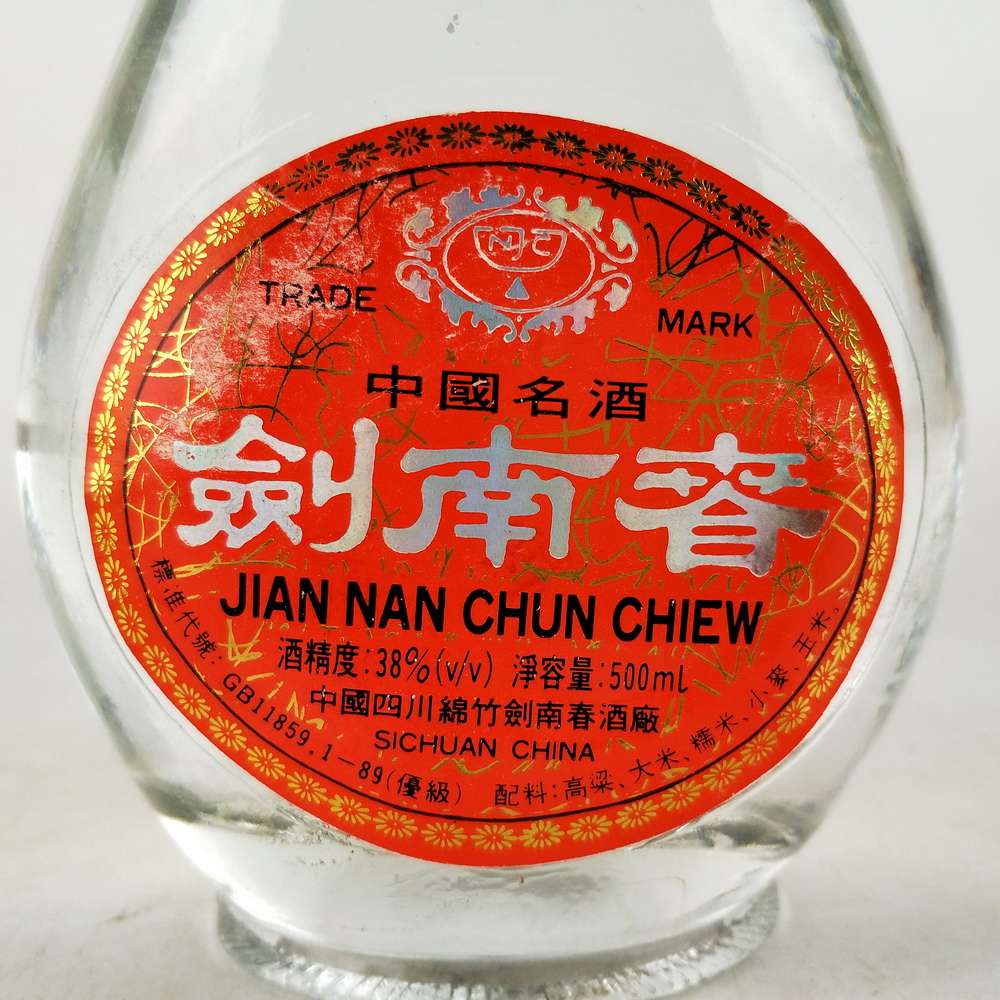 TRADE MARK
中國名酒
劍南春
JIAN NAN CHUN CHIEW
酒精度:38%(v/v) 淨容量:500ml
中國四川綿竹劍南春酒廠
SICHUAN CHINA
標准代號:GB11859.1-89(優級)
配料:高粱、大米、糯米、小麥、玉米.